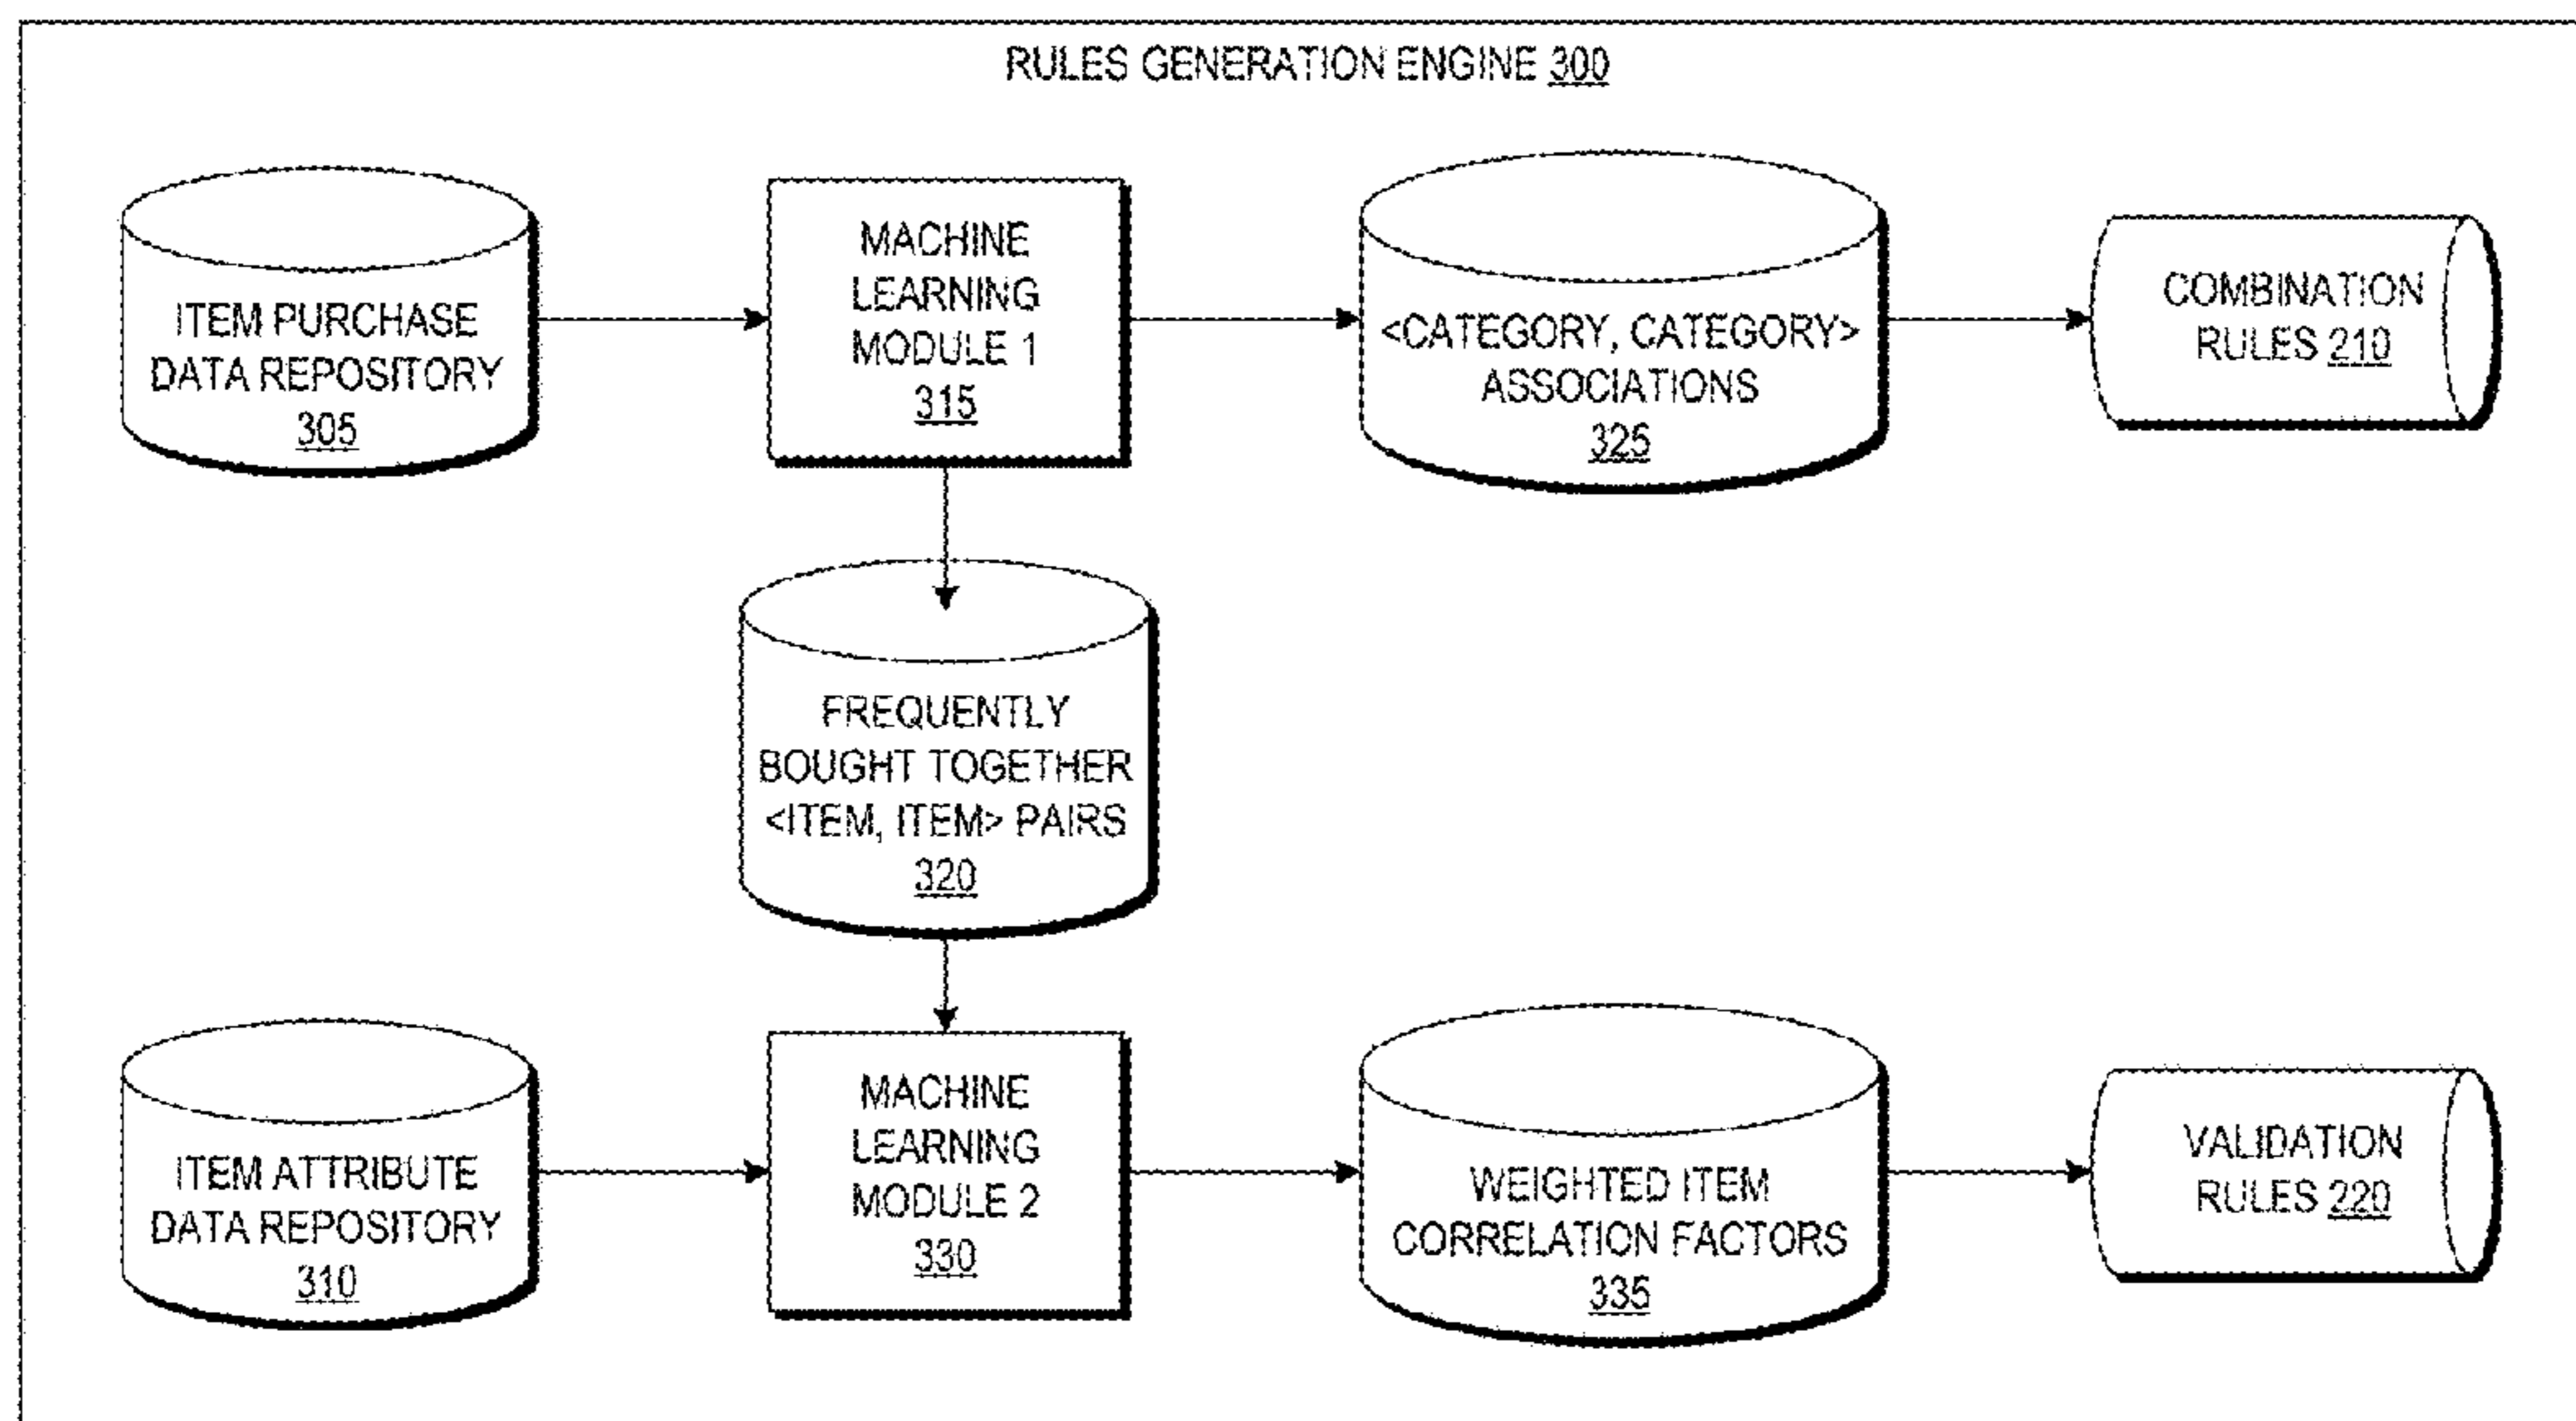 RULES GENERATION ENGINE 300
ITEM PURCHASE
DATA REPOSITORY
305
MACHINE
LEARNING
MODULE 1
315
<CATEGORY, CATEGORY>
ASSOCIATIONS
325
COMBINATION
RULES 210
FREQUENTLY
BOUGHT TOGETHER
<ITEM, ITEM> PAIRS
320
ITEM ATTRIBUTE
DATA REPOSITORY
310
MACHINE
LEARNING
MODULE 2
330
WEIGHTED ITEM
CORRELATION FACTORS
335
VALIDATION
RULES 220